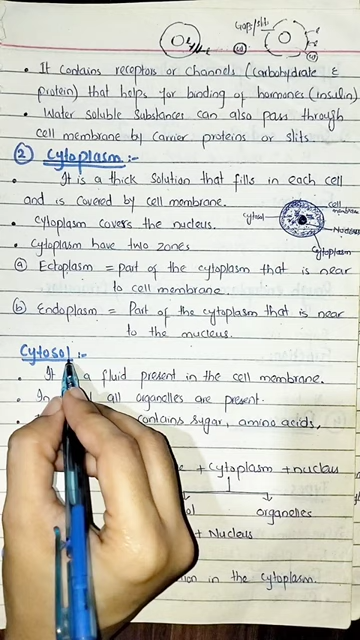 Gaps/slits
• It contains receptors or channels (carbohydrate &
protein) that helps for binding of hormones (insulin)
• Water soluble substances can also pass through
cell membrane by carrier proteins or slits.
② Cytoplasm :-
• It is a thick solution that fills in each cell
and is covered by cell membrane.
cytosol
cell membrane
Nucleus
Cytoplasm
• Cytoplasm covers the nucleus.
• Cytoplasm have two zones
ⓐ Ectoplasm = part of the cytoplasm that is near
to cell membrane.
ⓑ Endoplasm = Part of the cytoplasm that is near
to the nucleus.
Cytosol :-
• It a fluid present in the cell membrane.
• In all organelles are present.
• contains sugar, amino acids,
+ cytoplasm + nucleus
organelles
+ Nucleus
in the cytoplasm.